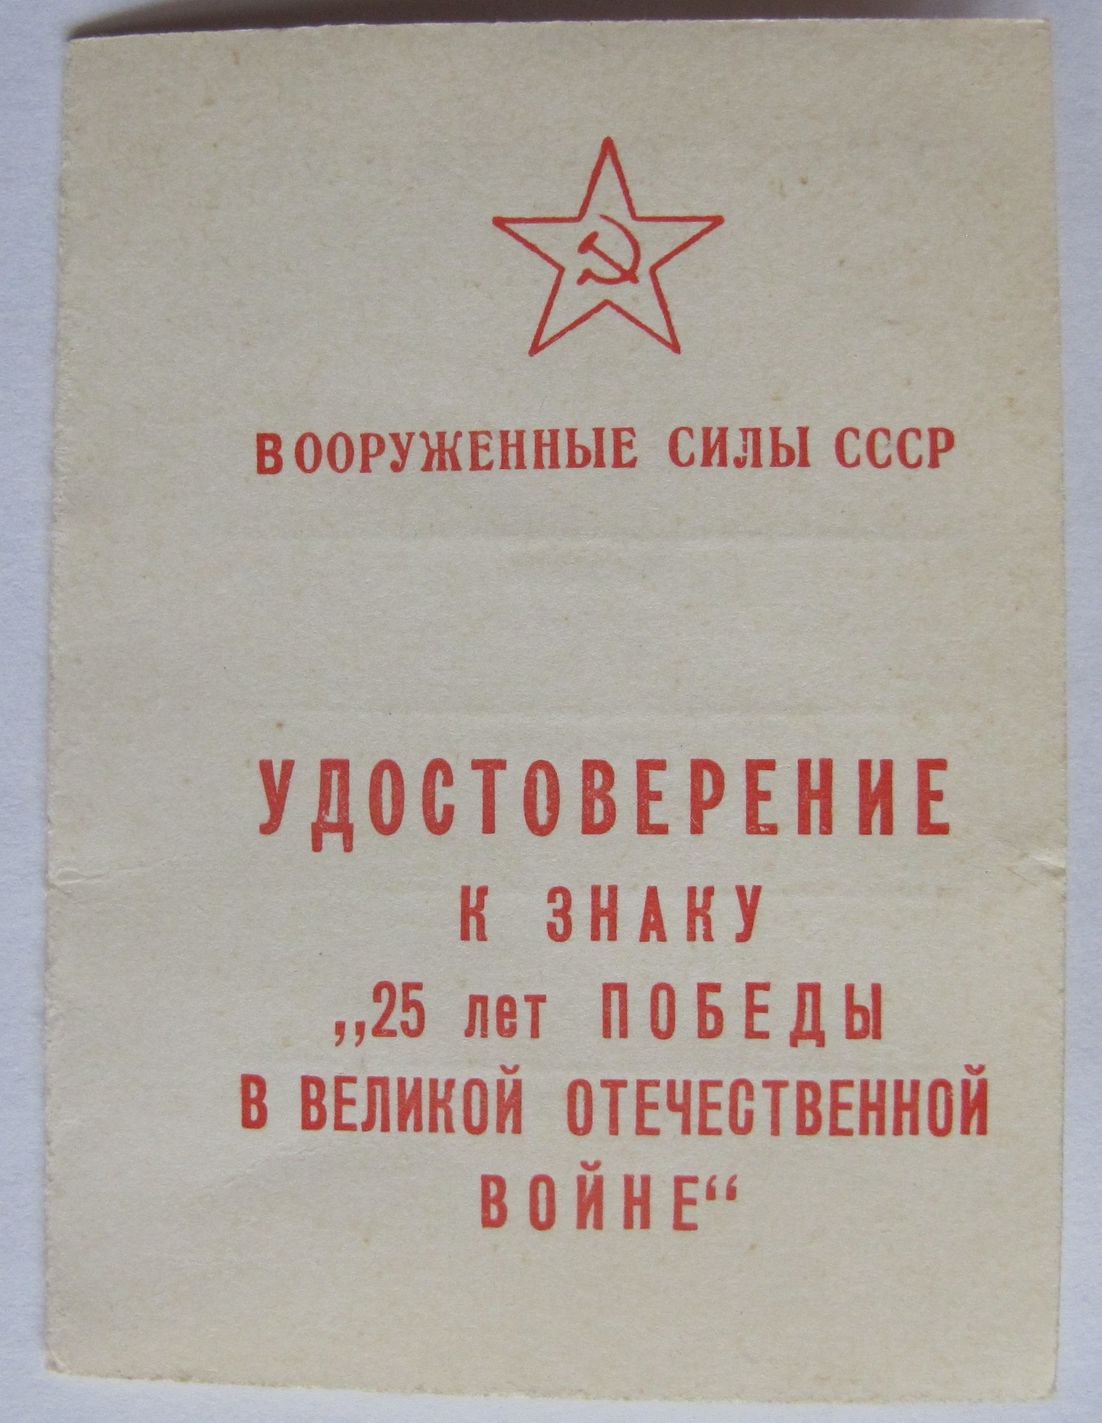 ВООРУЖЕННЫЕ СИЛЫ СССР
УДОСТОВЕРЕНИЕ
К ЗНАКУ
„25 лет ПОБЕДЫ
В ВЕЛИКОЙ ОТЕЧЕСТВЕННОЙ
ВОЙНЕ“